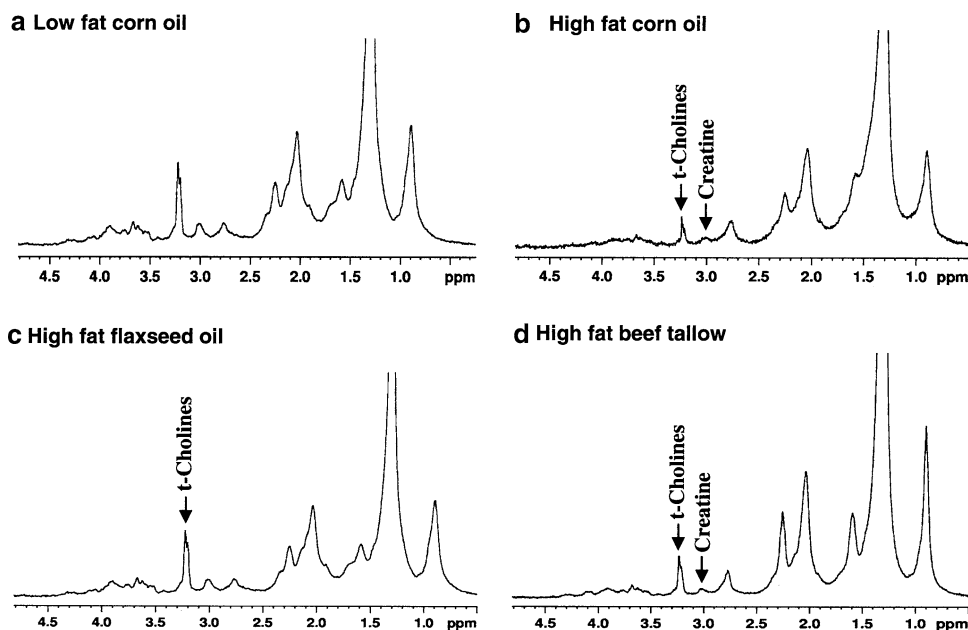 a Low fat corn oil
4.5 4.0 3.5 3.0 2.5 2.0 1.5 1.0 ppm
b High fat corn oil
t-Cholines
Creatine
4.5 4.0 3.5 3.0 2.5 2.0 1.5 1.0 ppm
c High fat flaxseed oil
t-Cholines
4.5 4.0 3.5 3.0 2.5 2.0 1.5 1.0 ppm
d High fat beef tallow
t-Cholines
Creatine
4.5 4.0 3.5 3.0 2.5 2.0 1.5 1.0 ppm